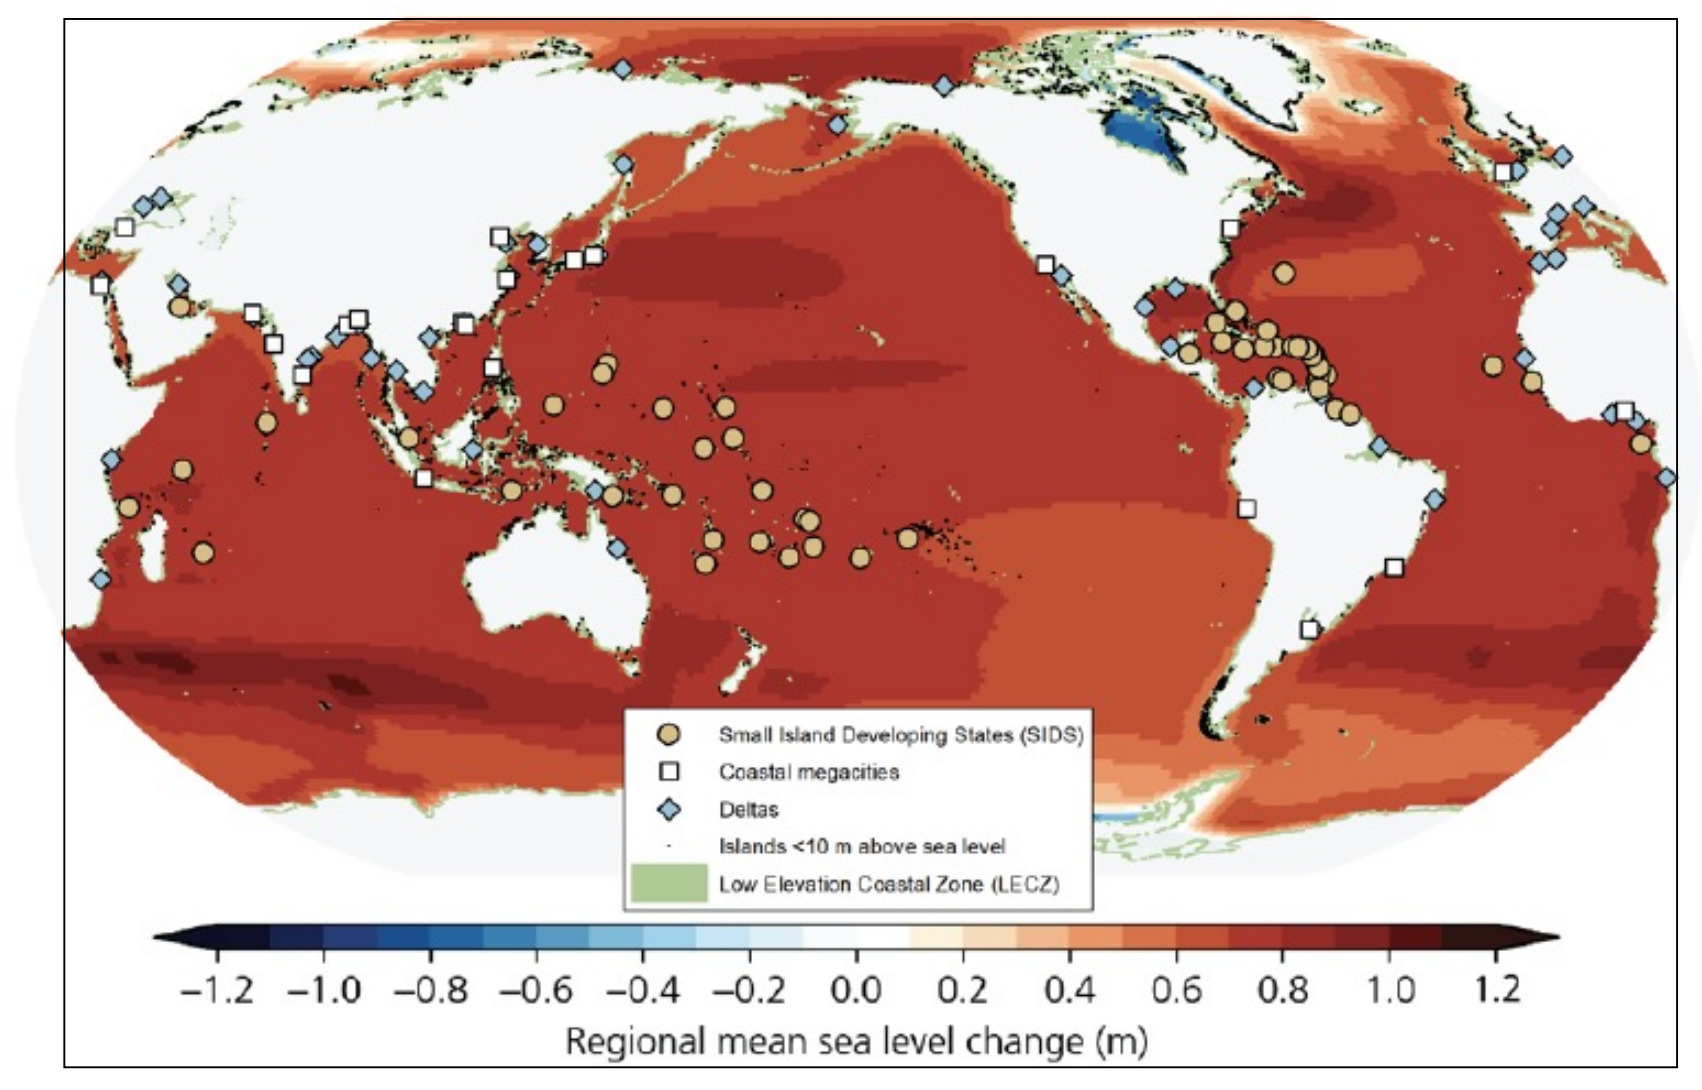 Small Island Developing States (SIDS)
Coastal megacities
Deltas
Islands <10 m above sea level
Low Elevation Coastal Zone (LECZ)
−1.2 −1.0 −0.8 −0.6 −0.4 −0.2 0.0 0.2 0.4 0.6 0.8 1.0 1.2
Regional mean sea level change (m)